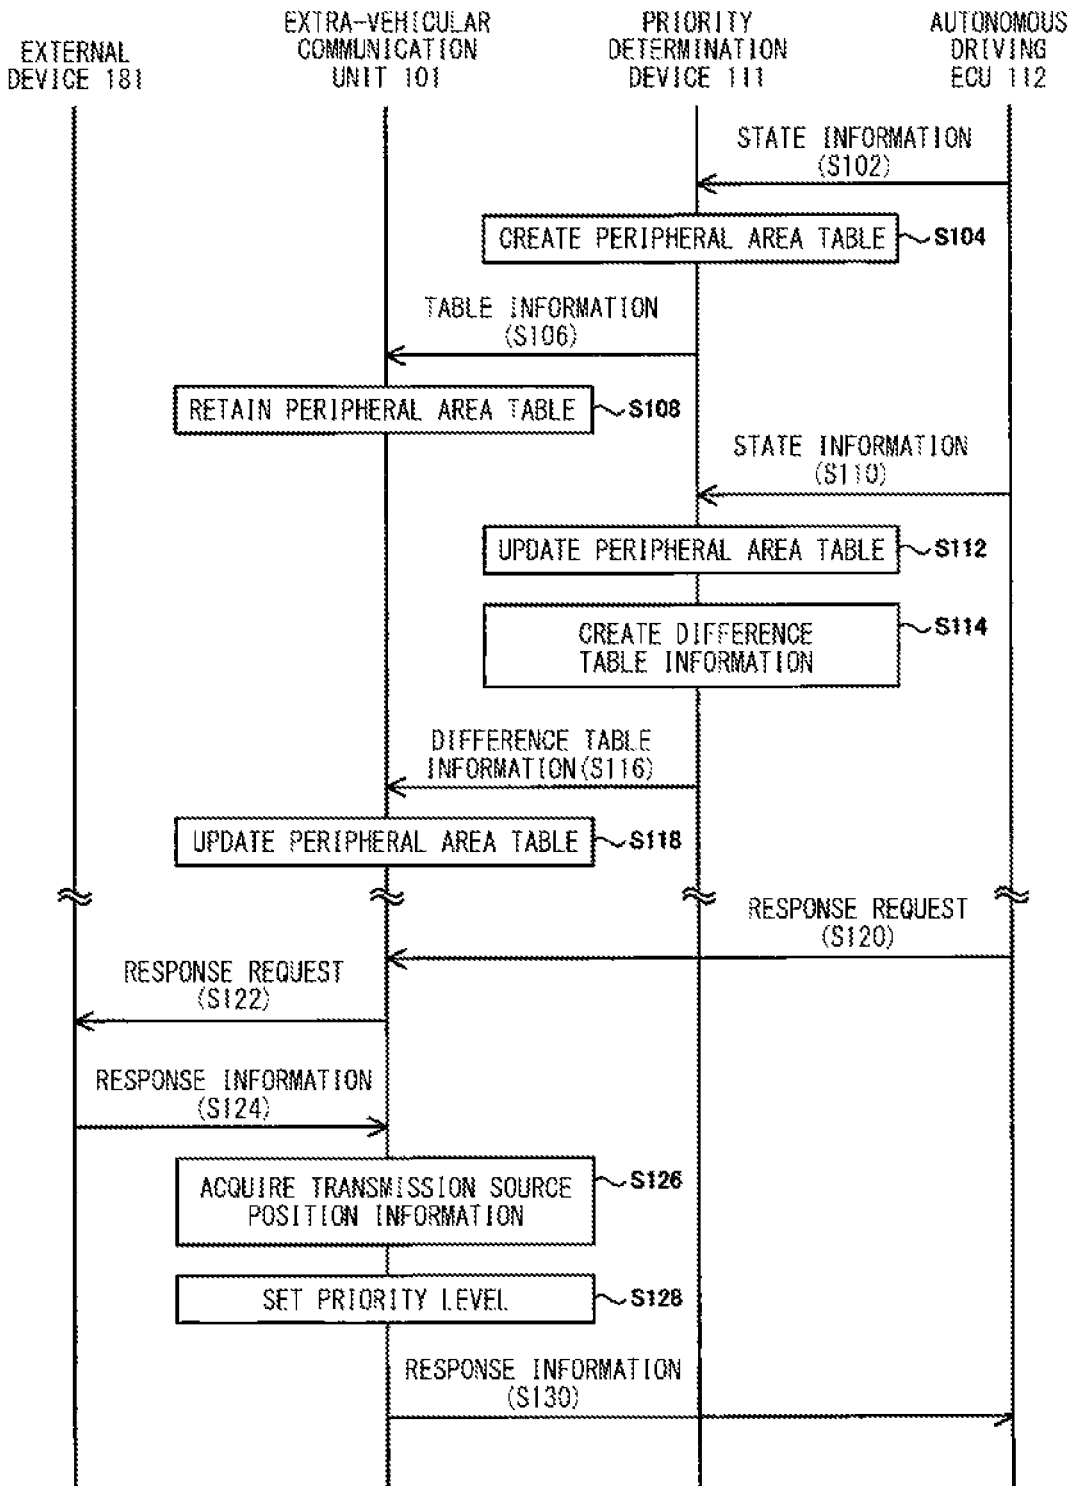 EXTERNAL
DEVICE 181
EXTRA-VEHICULAR
COMMUNICATION
UNIT 101
PRIORITY
DETERMINATION
DEVICE 111
AUTONOMOUS
DRIVING
ECU 112
STATE INFORMATION
(S102)
CREATE PERIPHERAL AREA TABLE
S104
TABLE INFORMATION
(S106)
RETAIN PERIPHERAL AREA TABLE
S108
STATE INFORMATION
(S110)
UPDATE PERIPHERAL AREA TABLE
S112
CREATE DIFFERENCE
TABLE INFORMATION
S114
DIFFERENCE TABLE
INFORMATION(S116)
UPDATE PERIPHERAL AREA TABLE
S118
RESPONSE REQUEST
(S120)
RESPONSE REQUEST
(S122)
RESPONSE INFORMATION
(S124)
ACQUIRE TRANSMISSION SOURCE
POSITION INFORMATION
S126
SET PRIORITY LEVEL
S128
RESPONSE INFORMATION
(S130)